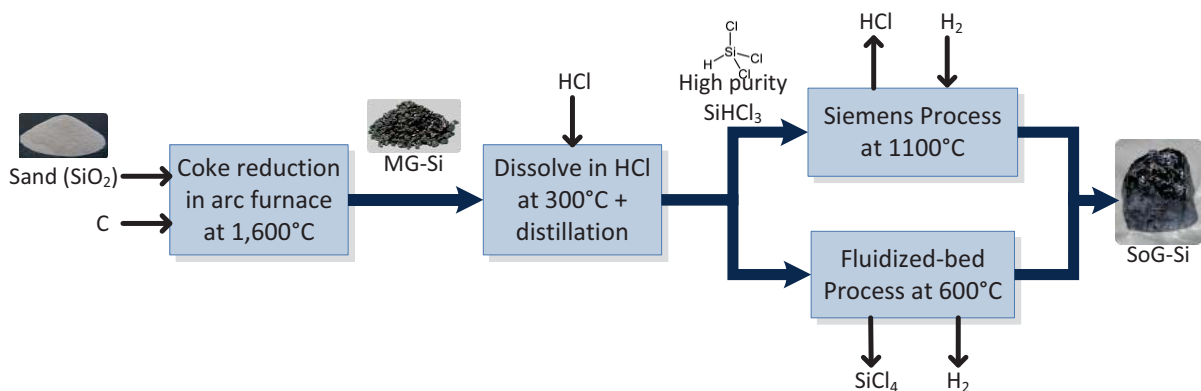 Sand (SiO₂)
C
Coke reduction
in arc furnace
at 1,600°C
MG-Si
HCl
Dissolve in HCl
at 300°C +
distillation
Cl
Si
Cl
H
Cl
High purity
SiHCl₃
HCl
H₂
Siemens Process
at 1100°C
Fluidized-bed
Process at 600°C
SiCl₄
H₂
SoG-Si